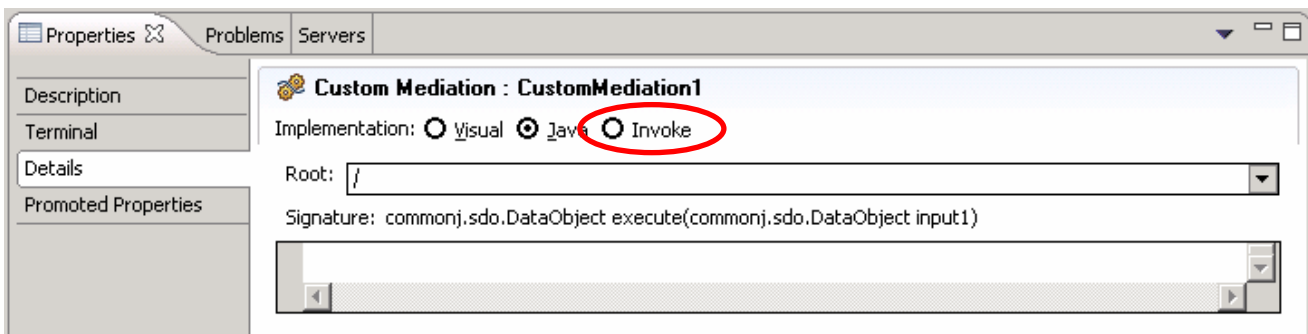 Properties Problems Servers
Description
Terminal
Details
Promoted Properties
Custom Mediation : CustomMediation1
Implementation: Visual Java Invoke
Root: /
Signature: commonj.sdo.DataObject execute(commonj.sdo.DataObject input1)